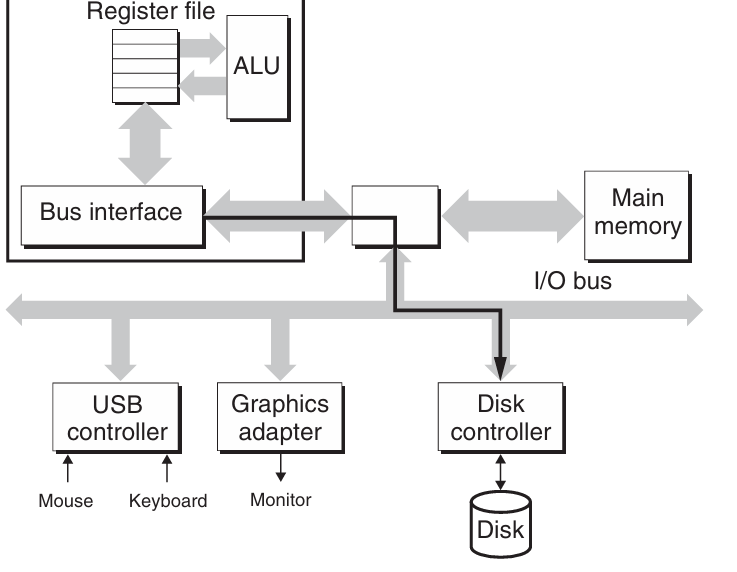 Register file
ALU
Bus interface
Main
memory
I/O bus
USB
controller
Graphics
adapter
Disk
controller
Mouse
Keyboard
Monitor
Disk